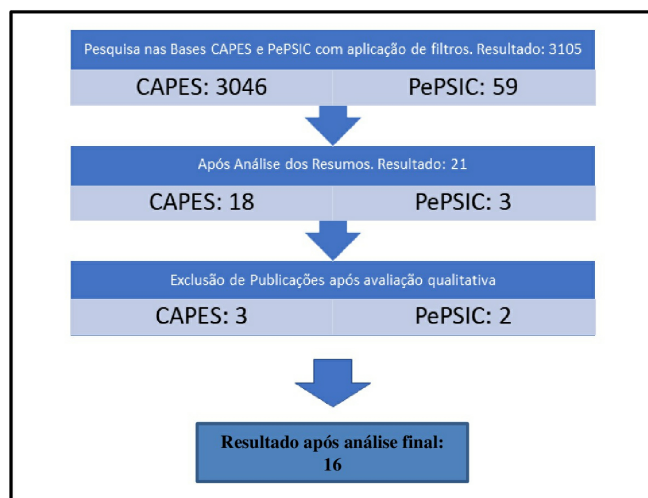 Pesquisa nas Bases CAPES e PePSIC com aplicação de filtros. Resultado: 3105
CAPES: 3046 PePSIC: 59
Após Análise dos Resumos. Resultado: 21
CAPES: 18 PePSIC: 3
Exclusão de Publicações após avaliação qualitativa
CAPES: 3 PePSIC: 2
Resultado após análise final:
16